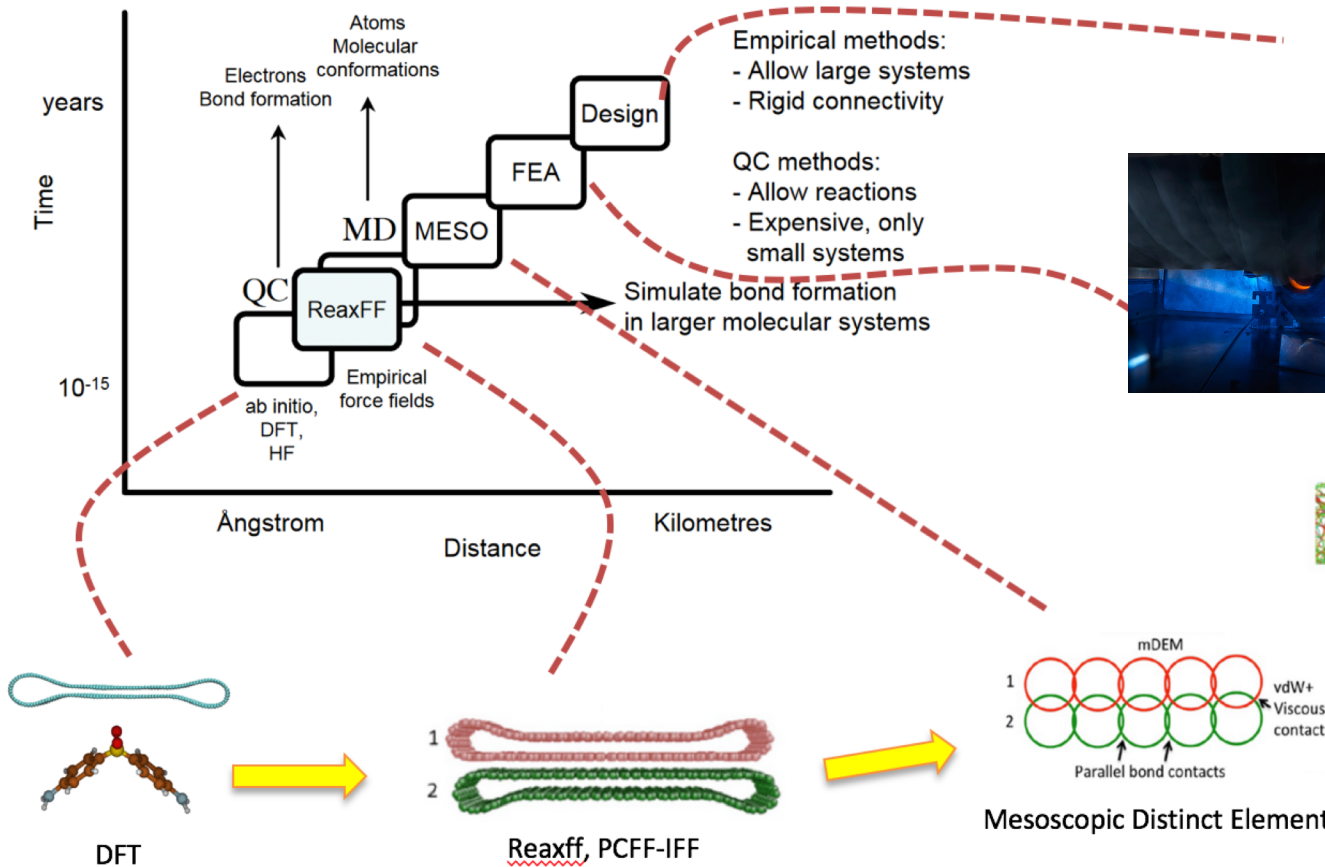 Atoms
Molecular
conformations
Electrons
Bond formation
years
Time
10-15
Design
FEA
MESO
MD
QC
ReaxFF
Empirical
force fields
ab initio,
DFT,
HF
Empirical methods:
- Allow large systems
- Rigid connectivity
QC methods:
- Allow reactions
- Expensive, only
small systems
Simulate bond formation
in larger molecular systems
Ångstrom
Kilometres
Distance
DFT
1
2
Reaxff, PCFF-IFF
mDEM
1
2
vdW+
Viscous
contact
Parallel bond contacts
Mesoscopic Distinct Element